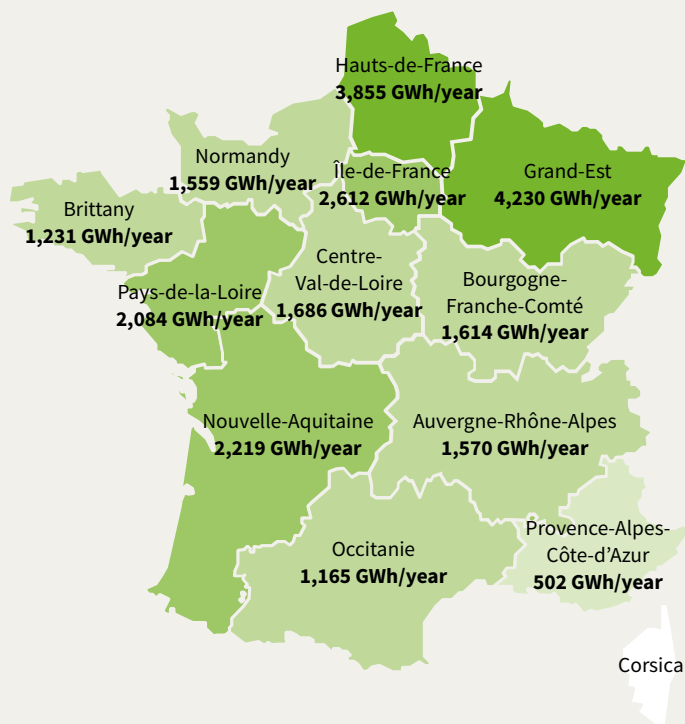 Hauts-de-France
3,855 GWh/year
Normandy
1,559 GWh/year
Île-de-France
2,612 GWh/year
Grand-Est
4,230 GWh/year
Brittany
1,231 GWh/year
Centre-
Val-de-Loire
1,686 GWh/year
Pays-de-la-Loire
2,084 GWh/year
Bourgogne-
Franche-Comté
1,614 GWh/year
Nouvelle-Aquitaine
2,219 GWh/year
Auvergne-Rhône-Alpes
1,570 GWh/year
Occitanie
1,165 GWh/year
Provence-Alpes-
Côte-d’Azur
502 GWh/year
Corsica